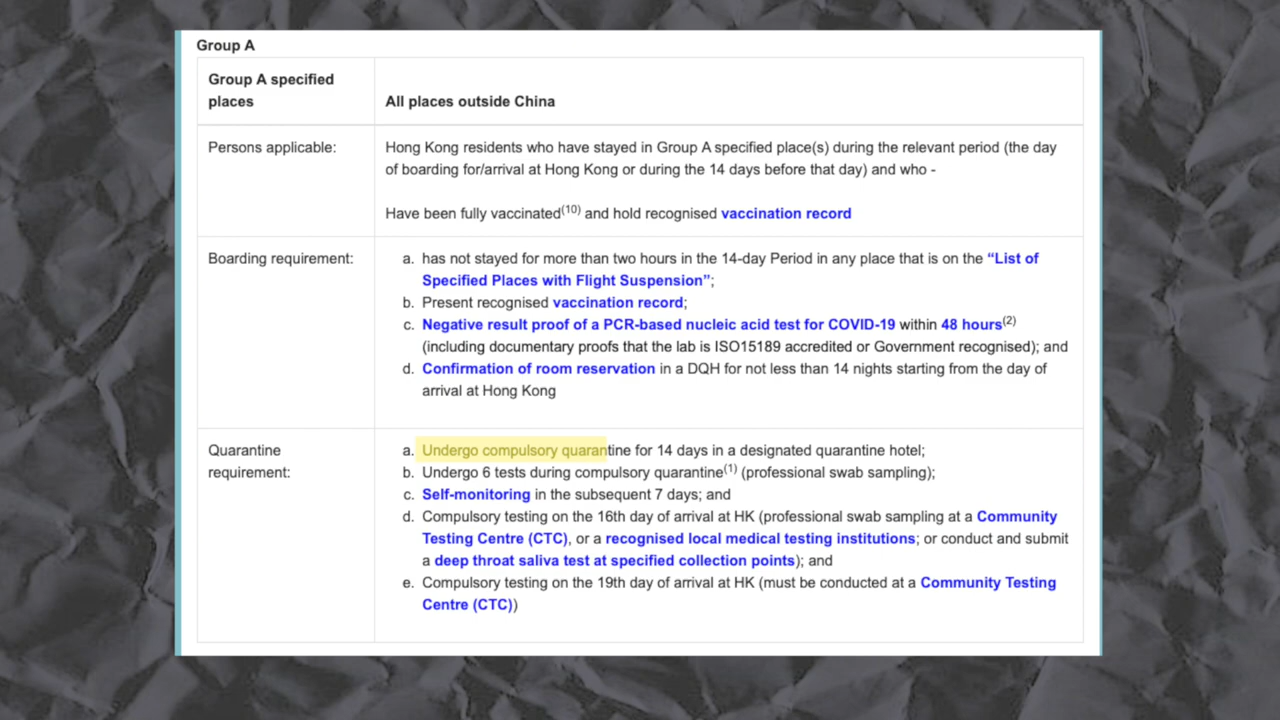 Group A
Group A specified
places
All places outside China
Persons applicable:
Hong Kong residents who have stayed in Group A specified place(s) during the relevant period (the day
of boarding for/arrival at Hong Kong or during the 14 days before that day) and who -
Have been fully vaccinated(10) and hold recognised vaccination record
Boarding requirement:
a. has not stayed for more than two hours in the 14-day Period in any place that is on the “List of
Specified Places with Flight Suspension”;
b. Present recognised vaccination record;
c. Negative result proof of a PCR-based nucleic acid test for COVID-19 within 48 hours(2)
(including documentary proofs that the lab is ISO15189 accredited or Government recognised); and
d. Confirmation of room reservation in a DQH for not less than 14 nights starting from the day of
arrival at Hong Kong
Quarantine
requirement:
a. Undergo compulsory quarantine for 14 days in a designated quarantine hotel;
b. Undergo 6 tests during compulsory quarantine(1) (professional swab sampling);
c. Self-monitoring in the subsequent 7 days; and
d. Compulsory testing on the 16th day of arrival at HK (professional swab sampling at a Community
Testing Centre (CTC), or a recognised local medical testing institutions; or conduct and submit
a deep throat saliva test at specified collection points); and
e. Compulsory testing on the 19th day of arrival at HK (must be conducted at a Community Testing
Centre (CTC))